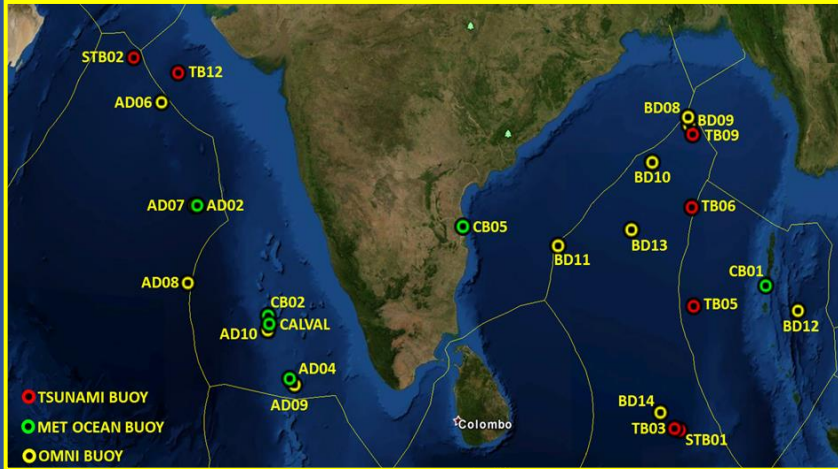 STB02
TB12
AD06
BD08
BD09
TB09
BD10
AD07
AD02
TB06
CB05
BD13
BD11
AD08
CB01
CB02
TB05
BD12
CALVAL
AD10
AD04
AD09
BD14
TB03
STB01
Colombo
TSUNAMI BUOY
MET OCEAN BUOY
OMNI BUOY